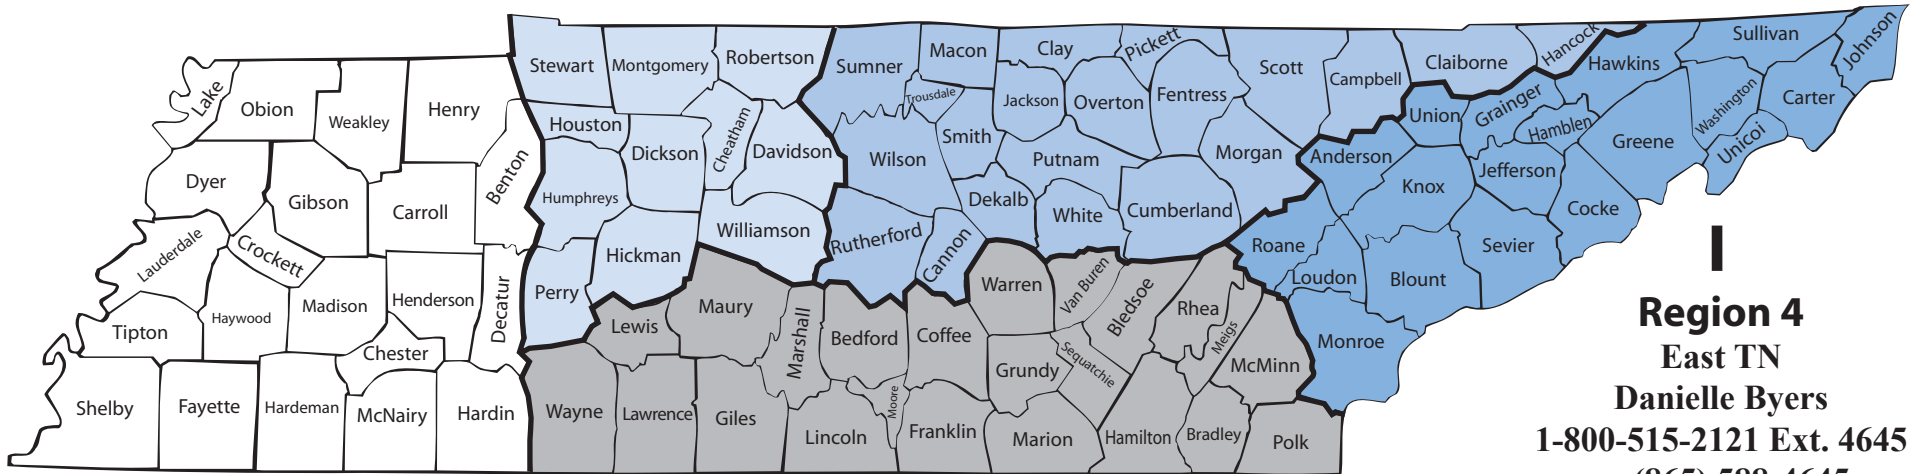 Lake
Obion
Weakley
Henry
Benton
Dyer
Gibson
Carroll
Lauderdale
Crockett
Tipton
Haywood
Madison
Henderson
Decatur
Chester
Shelby
Fayette
Hardeman
McNairy
Hardin
Stewart
Montgomery
Robertson
Houston
Dickson
Cheatham
Davidson
Humphreys
Hickman
Williamson
Perry
Sumner
Macon
Trousdale
Clay
Pickett
Jackson
Overton
Fentress
Scott
Campbell
Claiborne
Hancock
Wilson
Smith
Putnam
Morgan
Dekalb
White
Cumberland
Rutherford
Cannon
Lewis
Maury
Marshall
Bedford
Coffee
Warren
Van Buren
Bledsoe
Rhea
Meigs
McMinn
Grundy
Sequatchie
Wayne
Lawrence
Giles
Lincoln
Moore
Franklin
Marion
Hamilton
Bradley
Polk
Hawkins
Sullivan
Johnson
Carter
Washington
Unicoi
Greene
Union
Grainger
Hamblen
Anderson
Knox
Jefferson
Cocke
Roane
Loudon
Blount
Sevier
Monroe
I
Region 4
East TN
Danielle Byers
1-800-515-2121 Ext. 4645
(865) 588-4645